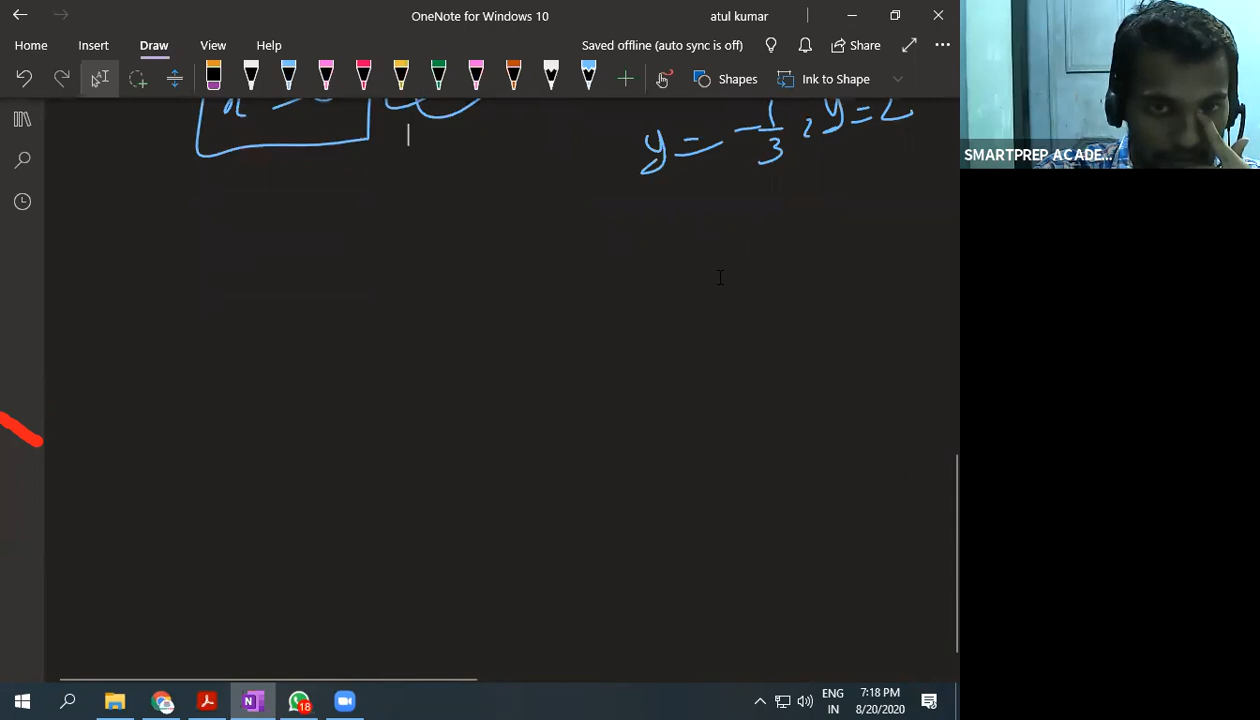 OneNote for Windows 10
atul kumar
Home Insert Draw View Help
Saved offline (auto sync is off)
Share
Shapes
Ink to Shape
y = -1/3, y = 2
SMARTPREP ACADE...
18
ENG
IN
7:18 PM
8/20/2020